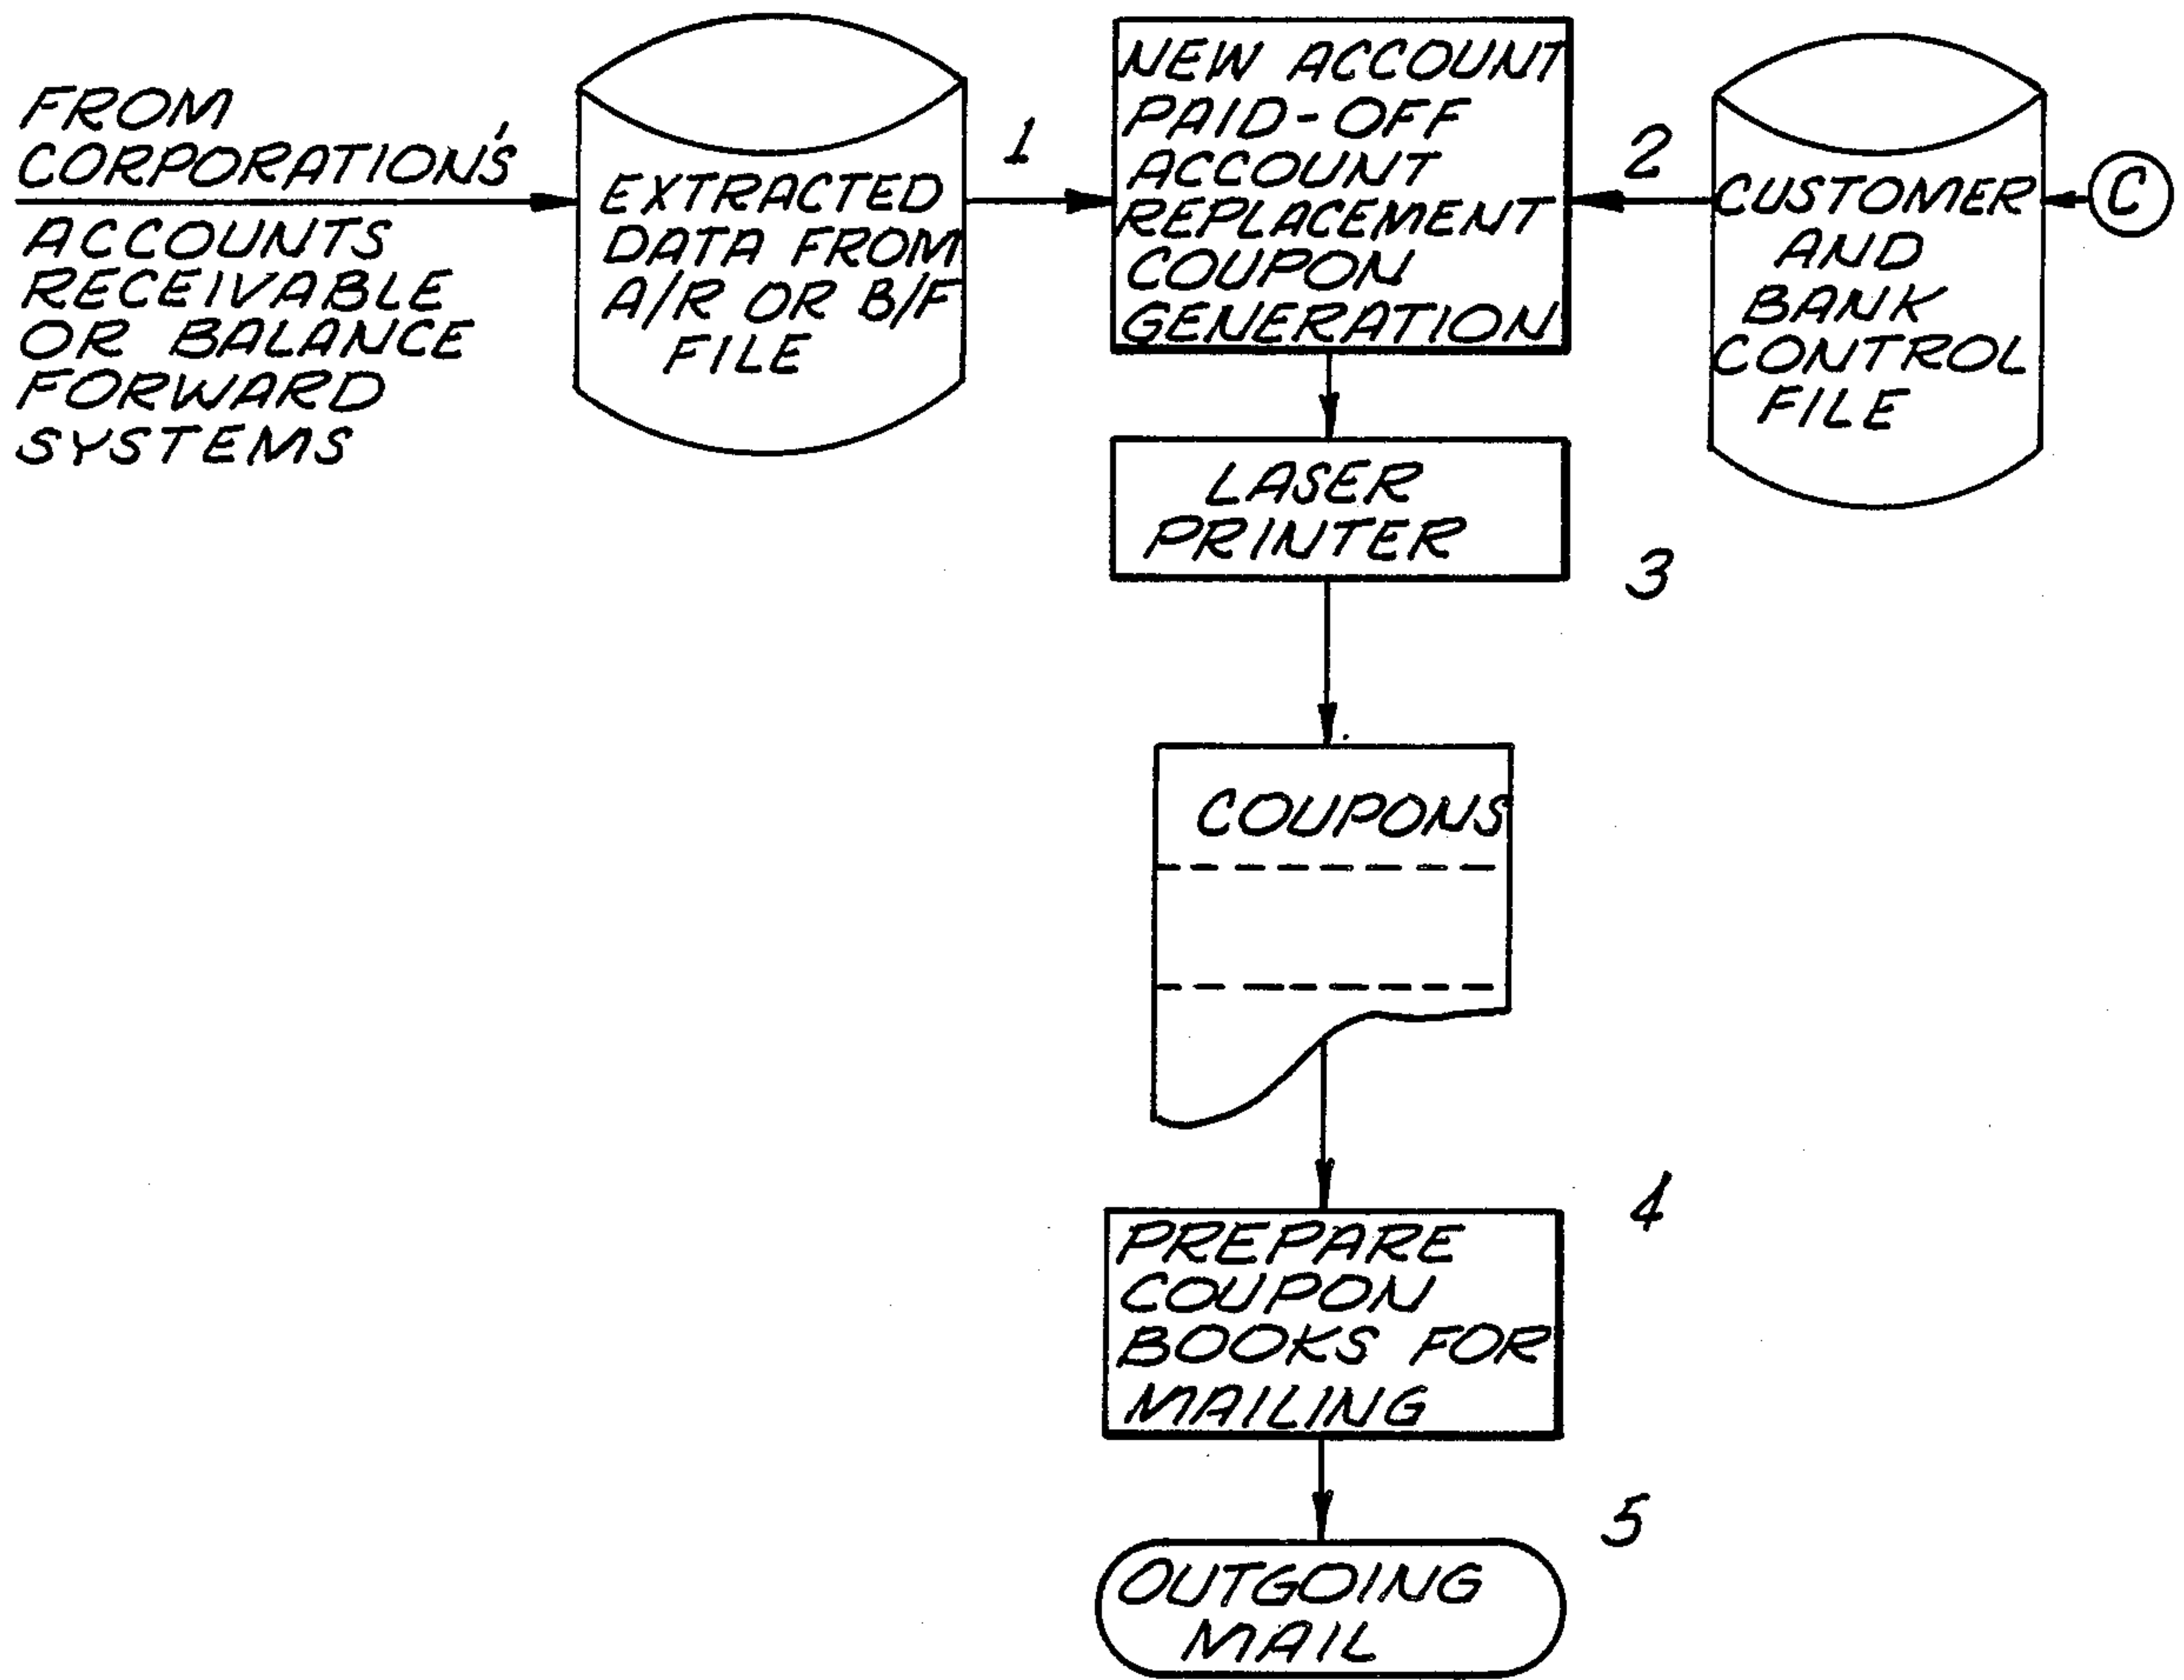 FROM
CORPORATION'S
ACCOUNTS
RECEIVABLE
OR BALANCE
FORWARD
SYSTEMS
EXTRACTED
DATA FROM
A/R OR B/F
FILE
1
NEW ACCOUNT
PAID-OFF
ACCOUNT
REPLACEMENT
COUPON
GENERATION
2
CUSTOMER
AND
BANK
CONTROL
FILE
C
LASER
PRINTER
3
COUPONS
4
PREPARE
COUPON
BOOKS FOR
MAILING
5
OUTGOING
MAIL